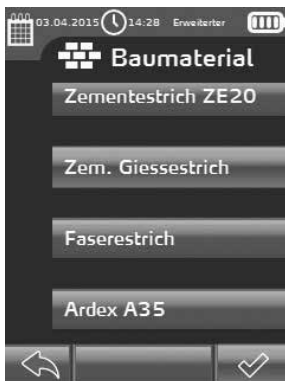 03.04.2015 14:28 Erweiterter
Baumaterial
Zementestrich ZE20
Zem. Giessestrich
Faserestrich
Ardex A35